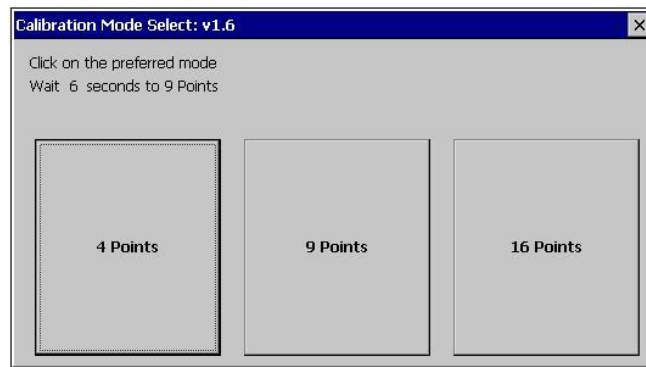 Calibration Mode Select: v1.6
Click on the preferred mode
Wait 6 seconds to 9 Points
4 Points
9 Points
16 Points